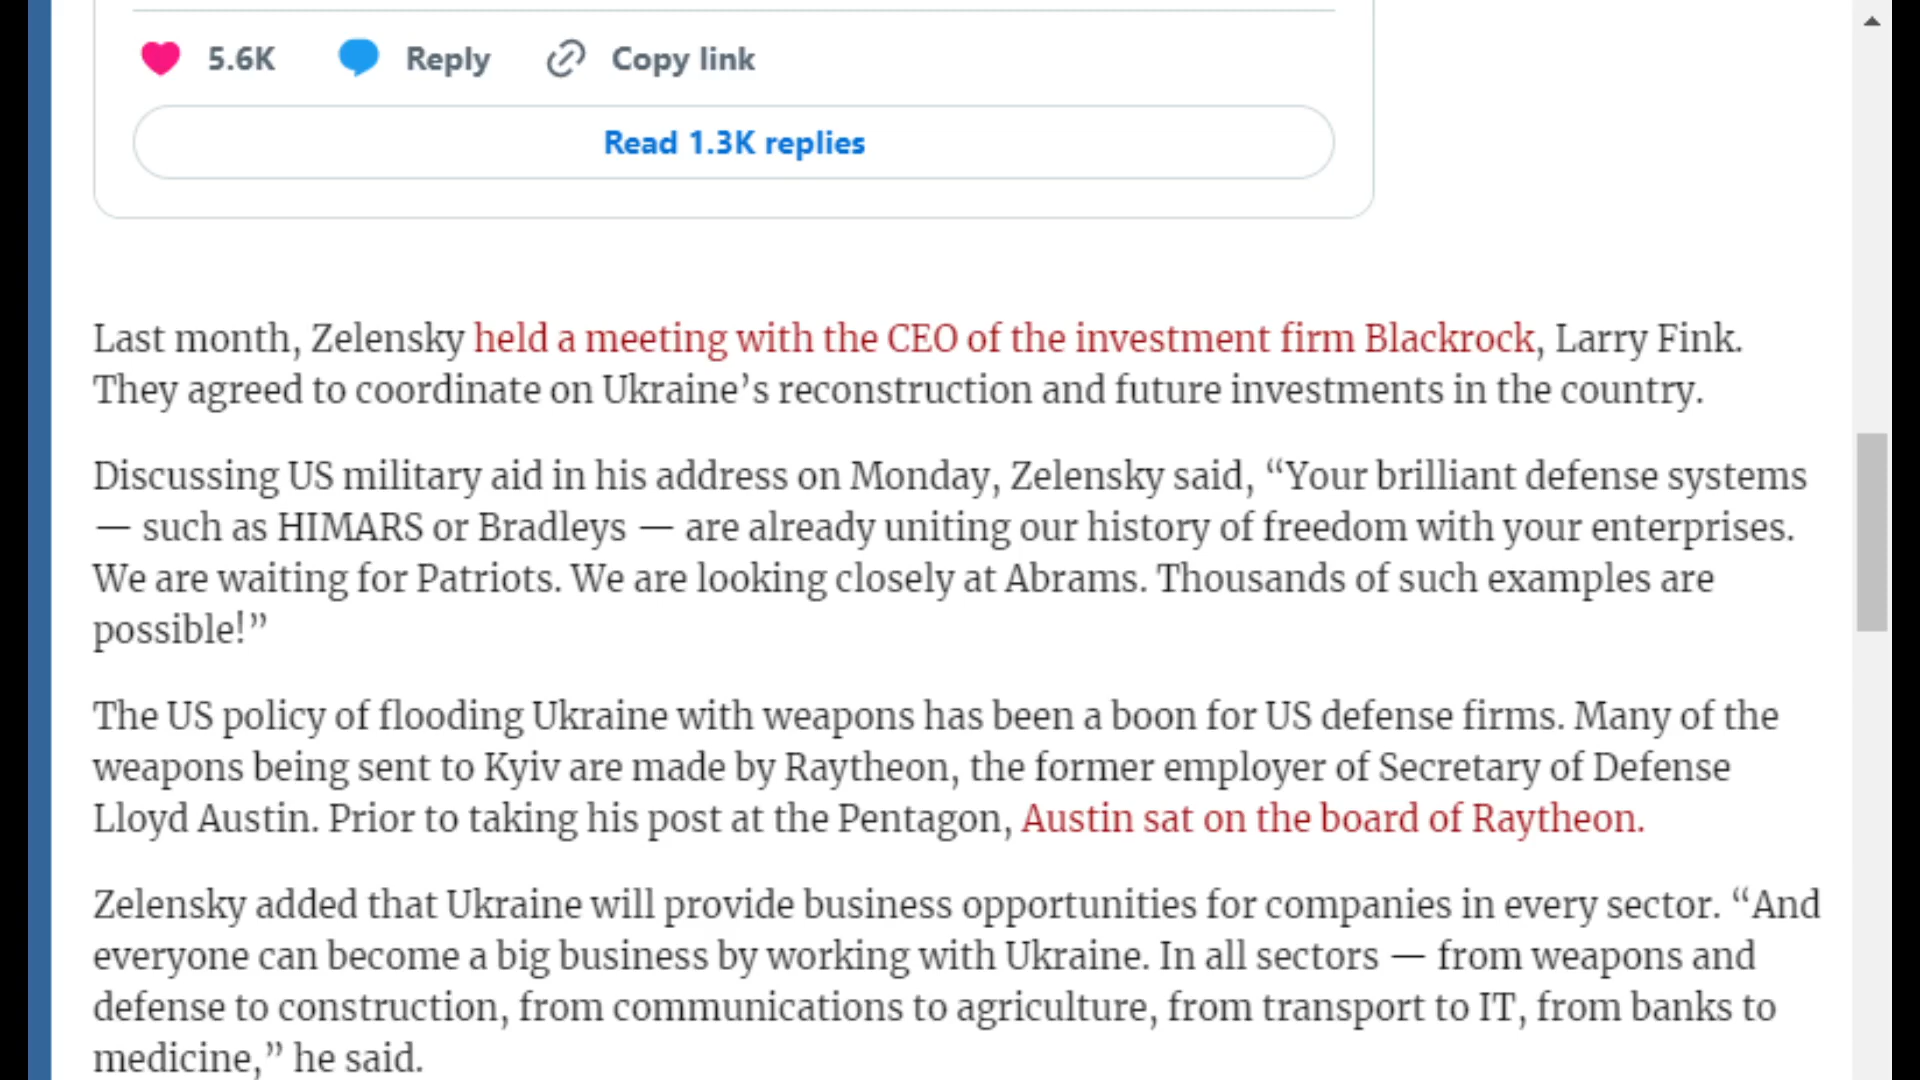 5.6K Reply Copy link
Read 1.3K replies
Last month, Zelensky held a meeting with the CEO of the investment firm Blackrock, Larry Fink.
They agreed to coordinate on Ukraine’s reconstruction and future investments in the country.
Discussing US military aid in his address on Monday, Zelensky said, “Your brilliant defense systems
— such as HIMARS or Bradleys — are already uniting our history of freedom with your enterprises.
We are waiting for Patriots. We are looking closely at Abrams. Thousands of such examples are
possible!”
The US policy of flooding Ukraine with weapons has been a boon for US defense firms. Many of the
weapons being sent to Kyiv are made by Raytheon, the former employer of Secretary of Defense
Lloyd Austin. Prior to taking his post at the Pentagon, Austin sat on the board of Raytheon.
Zelensky added that Ukraine will provide business opportunities for companies in every sector. “And
everyone can become a big business by working with Ukraine. In all sectors — from weapons and
defense to construction, from communications to agriculture, from transport to IT, from banks to
medicine,” he said.